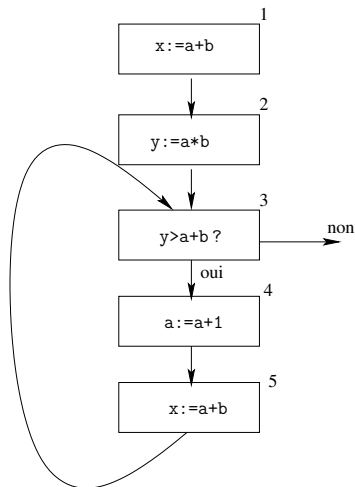 1
x:=a+b
2
y:=a*b
3
y>a+b ?
non
oui
4
a:=a+1
5
x:=a+b